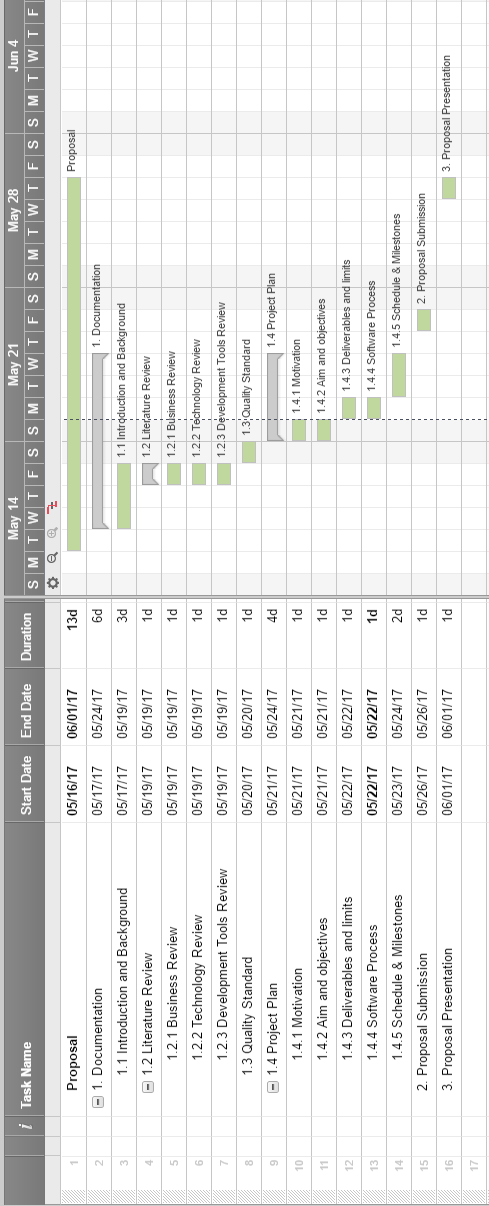 i Task Name Start Date End Date Duration
May 14 May 21 May 28 Jun 4
S M T W T F S S M T W T F S S M T W T F S S M T W T F
1 Proposal 05/16/17 06/01/17 13d
2 1. Documentation 05/17/17 05/24/17 6d
3 1.1 Introduction and Background 05/17/17 05/19/17 3d
4 1.2 Literature Review 05/19/17 05/19/17 1d
5 1.2.1 Business Review 05/19/17 05/19/17 1d
6 1.2.2 Technology Review 05/19/17 05/19/17 1d
7 1.2.3 Development Tools Review 05/19/17 05/19/17 1d
8 1.3 Quality Standard 05/20/17 05/20/17 1d
9 1.4 Project Plan 05/21/17 05/24/17 4d
10 1.4.1 Motivation 05/21/17 05/21/17 1d
11 1.4.2 Aim and objectives 05/21/17 05/21/17 1d
12 1.4.3 Deliverables and limits 05/22/17 05/22/17 1d
13 1.4.4 Software Process 05/22/17 05/22/17 1d
14 1.4.5 Schedule & Milestones 05/23/17 05/24/17 2d
15 2. Proposal Submission 05/26/17 05/26/17 1d
16 3. Proposal Presentation 06/01/17 06/01/17 1d
17
Proposal
1. Documentation
1.1 Introduction and Background
1.2 Literature Review
1.2.1 Business Review
1.2.2 Technology Review
1.2.3 Development Tools Review
1.3 Quality Standard
1.4 Project Plan
1.4.1 Motivation
1.4.2 Aim and objectives
1.4.3 Deliverables and limits
1.4.4 Software Process
1.4.5 Schedule & Milestones
2. Proposal Submission
3. Proposal Presentation